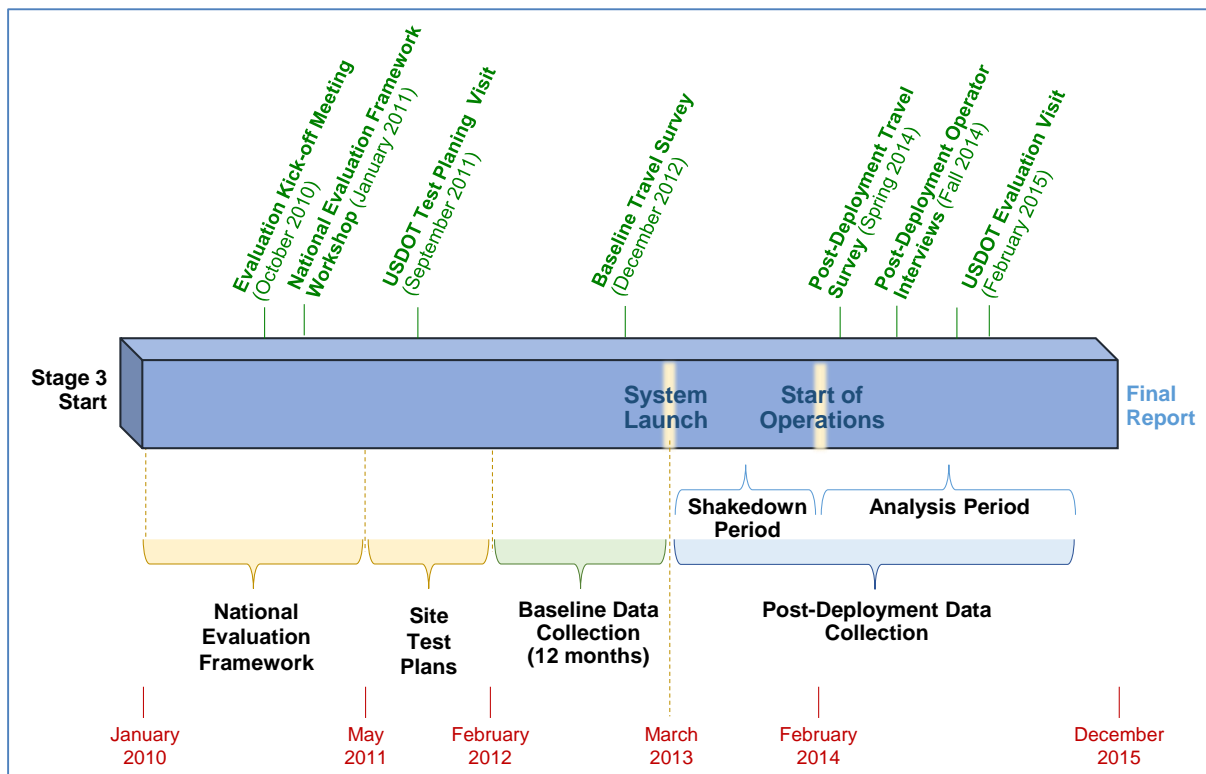 Evaluation Kick-off Meeting
(October 2010)
National Evaluation Framework
Workshop (January 2011)
USDOT Test Planing  Visit
(September 2011)
Baseline Travel Survey
(December 2012)
Post-Deployment Travel
Survey (Spring 2014)
Post-Deployment Operator
Interviews (Fall 2014)
USDOT Evaluation Visit
(February 2015)
Stage 3
Start
System
Launch
Start of
Operations
Final
Report
Shakedown
Period
Analysis Period
National
Evaluation
Framework
Site
Test
Plans
Baseline Data
Collection
(12 months)
Post-Deployment Data
Collection
January
2010
May
2011
February
2012
March
2013
February
2014
December
2015